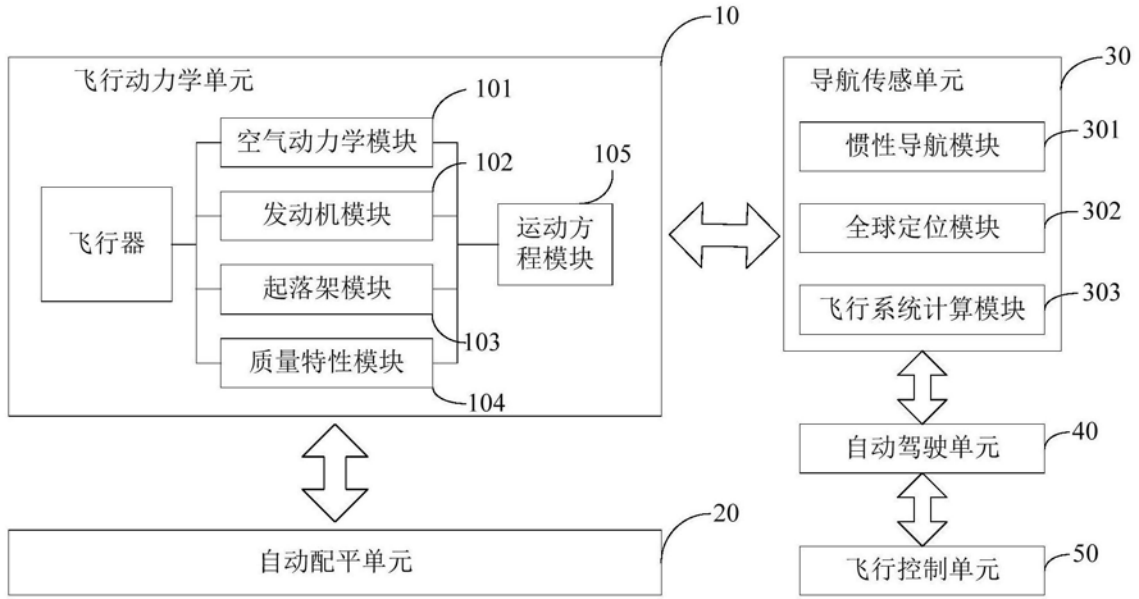 10
飞行动力学单元
101
空气动力学模块
102
发动机模块
105
飞行器
运动方
程模块
起落架模块
103
质量特性模块
104
30
导航传感单元
301
惯性导航模块
302
全球定位模块
303
飞行系统计算模块
40
自动驾驶单元
20
自动配平单元
50
飞行控制单元